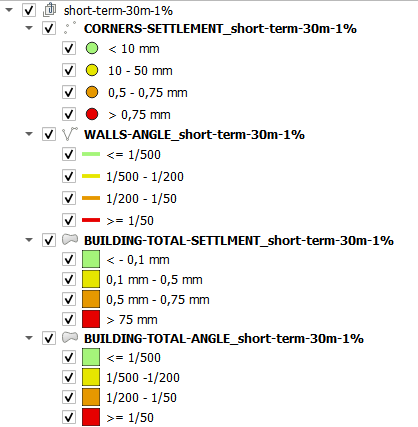 short-term-30m-1%
CORNERS-SETTLEMENT_short-term-30m-1%
< 10 mm
10 - 50 mm
0,5 - 0,75 mm
> 0,75 mm
WALLS-ANGLE_short-term-30m-1%
<= 1/500
1/500 - 1/200
1/200 - 1/50
>= 1/50
BUILDING-TOTAL-SETTLMENT_short-term-30m-1%
< - 0,1 mm
0,1 mm - 0,5 mm
0,5 mm - 0,75 mm
> 75 mm
BUILDING-TOTAL-ANGLE_short-term-30m-1%
<= 1/500
1/500 -1/200
1/200 - 1/50
>= 1/50